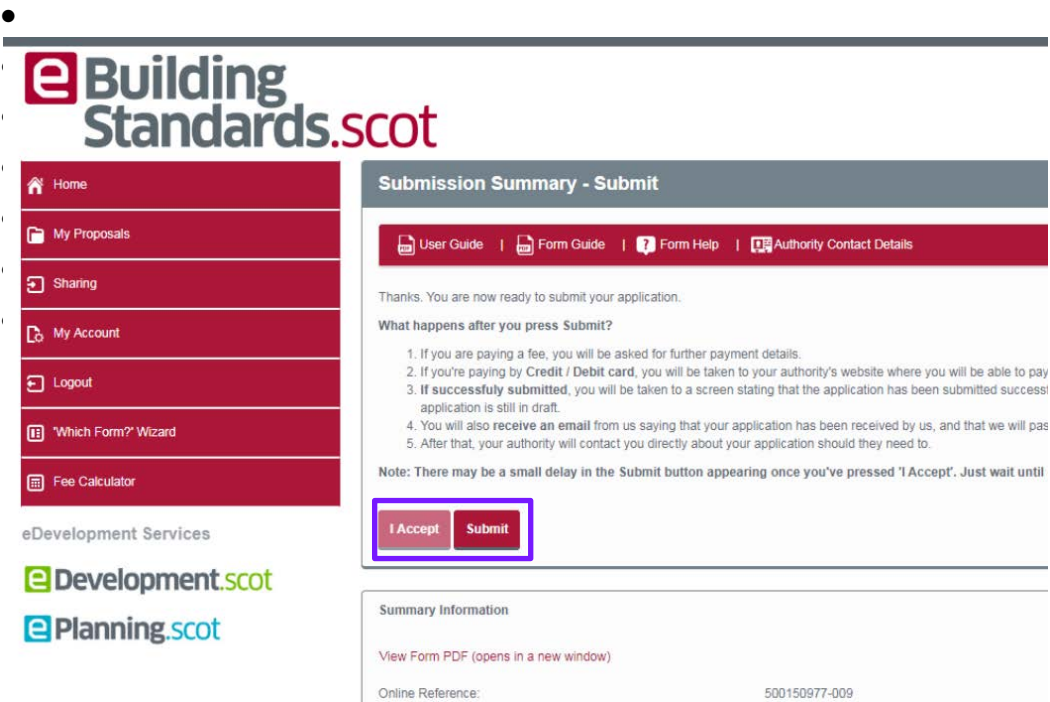 e Building
Standards.scot
Home
My Proposals
Sharing
My Account
Logout
'Which Form?' Wizard
Fee Calculator
eDevelopment Services
e Development.scot
e Planning.scot
Submission Summary - Submit
User Guide | Form Guide | Form Help | Authority Contact Details
Thanks. You are now ready to submit your application.
What happens after you press Submit?
1. If you are paying a fee, you will be asked for further payment details.
2. If you're paying by Credit / Debit card, you will be taken to your authority's website where you will be able to pay
3. If successfuly submitted, you will be taken to a screen stating that the application has been submitted successf
application is still in draft.
4. You will also receive an email from us saying that your application has been received by us, and that we will pas
5. After that, your authority will contact you directly about your application should they need to.
Note: There may be a small delay in the Submit button appearing once you've pressed 'I Accept'. Just wait until
I Accept Submit
Summary Information
View Form PDF (opens in a new window)
Online Reference: 500150977-009